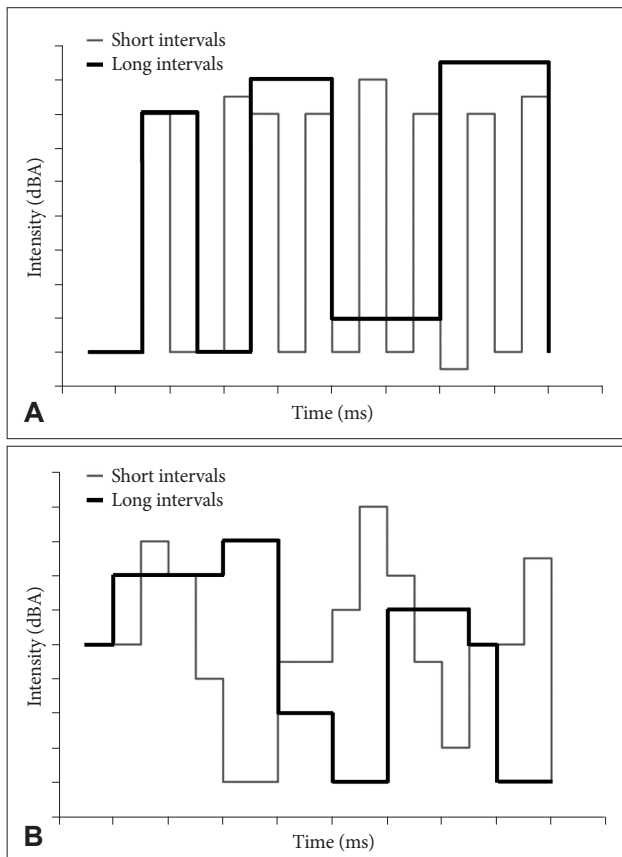 Short intervals
Long intervals
Intensity (dBA)
Time (ms)
A
Short intervals
Long intervals
Intensity (dBA)
Time (ms)
B